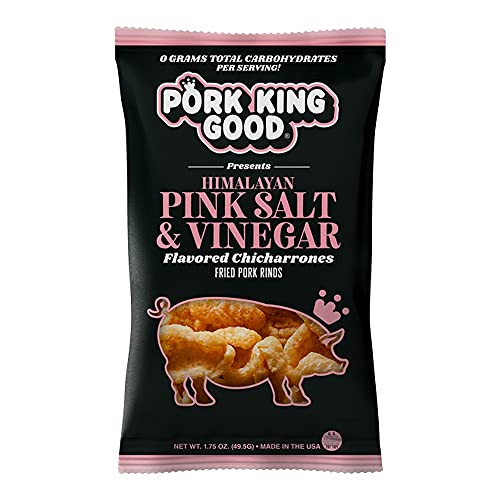 0 GRAMS TOTAL CARBOHYDRATES
PER SERVING!
PORK KING
GOOD®
Presents
HIMALAYAN
PINK SALT
& VINEGAR
Flavored Chicharrones
FRIED PORK RINDS
NET WT. 1.75 OZ. (49.5G) • MADE IN THE USA